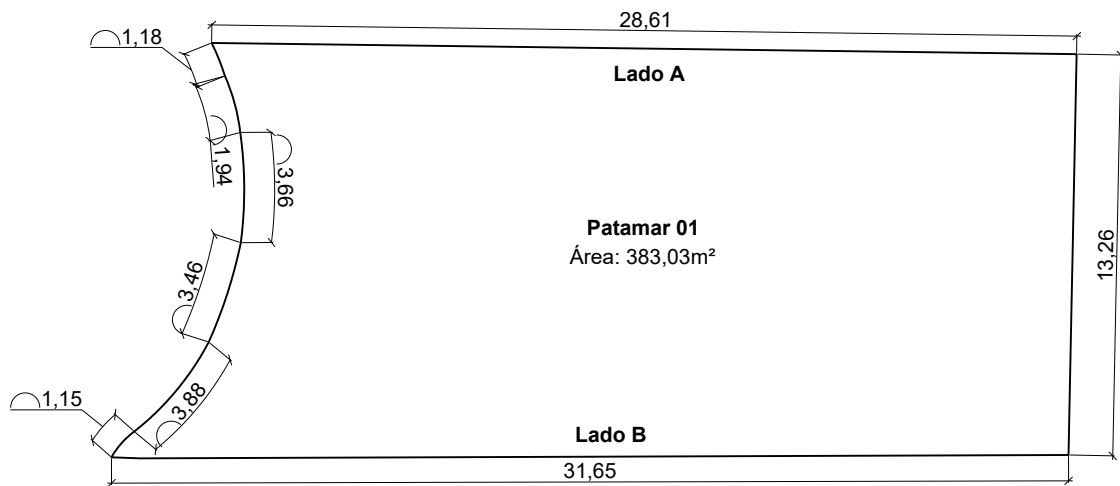 28,61
1,18
Lado A
1,94
3,66
Patamar 01
Área: 383,03m²
13,26
3,46
1,15
3,88
Lado B
31,65